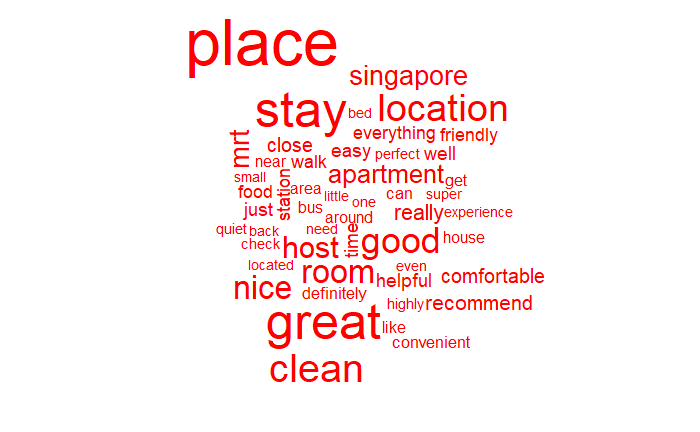 place
singapore
stay
bed
location
everything
friendly
mrt
close
easy
perfect
well
near
walk
small
station
area
apartment
get
food
little
one
can
super
just
bus
around
really
experience
quiet
back
need
time
good
house
check
host
located
room
even
helpful
comfortable
nice
definitely
highly
recommend
great
like
convenient
clean